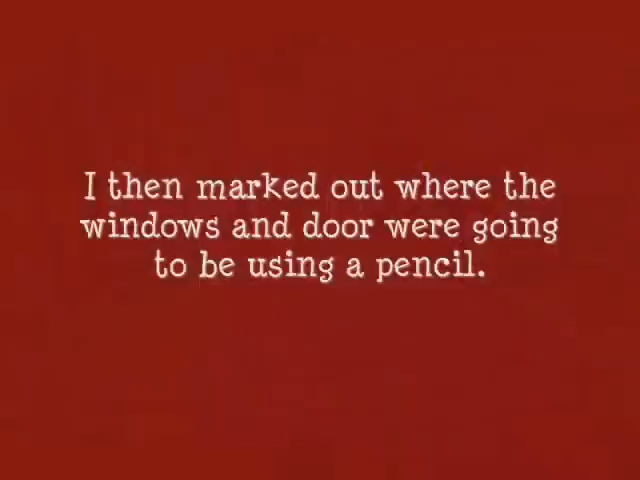 I then marked out where the
windows and door were going
to be using a pencil.